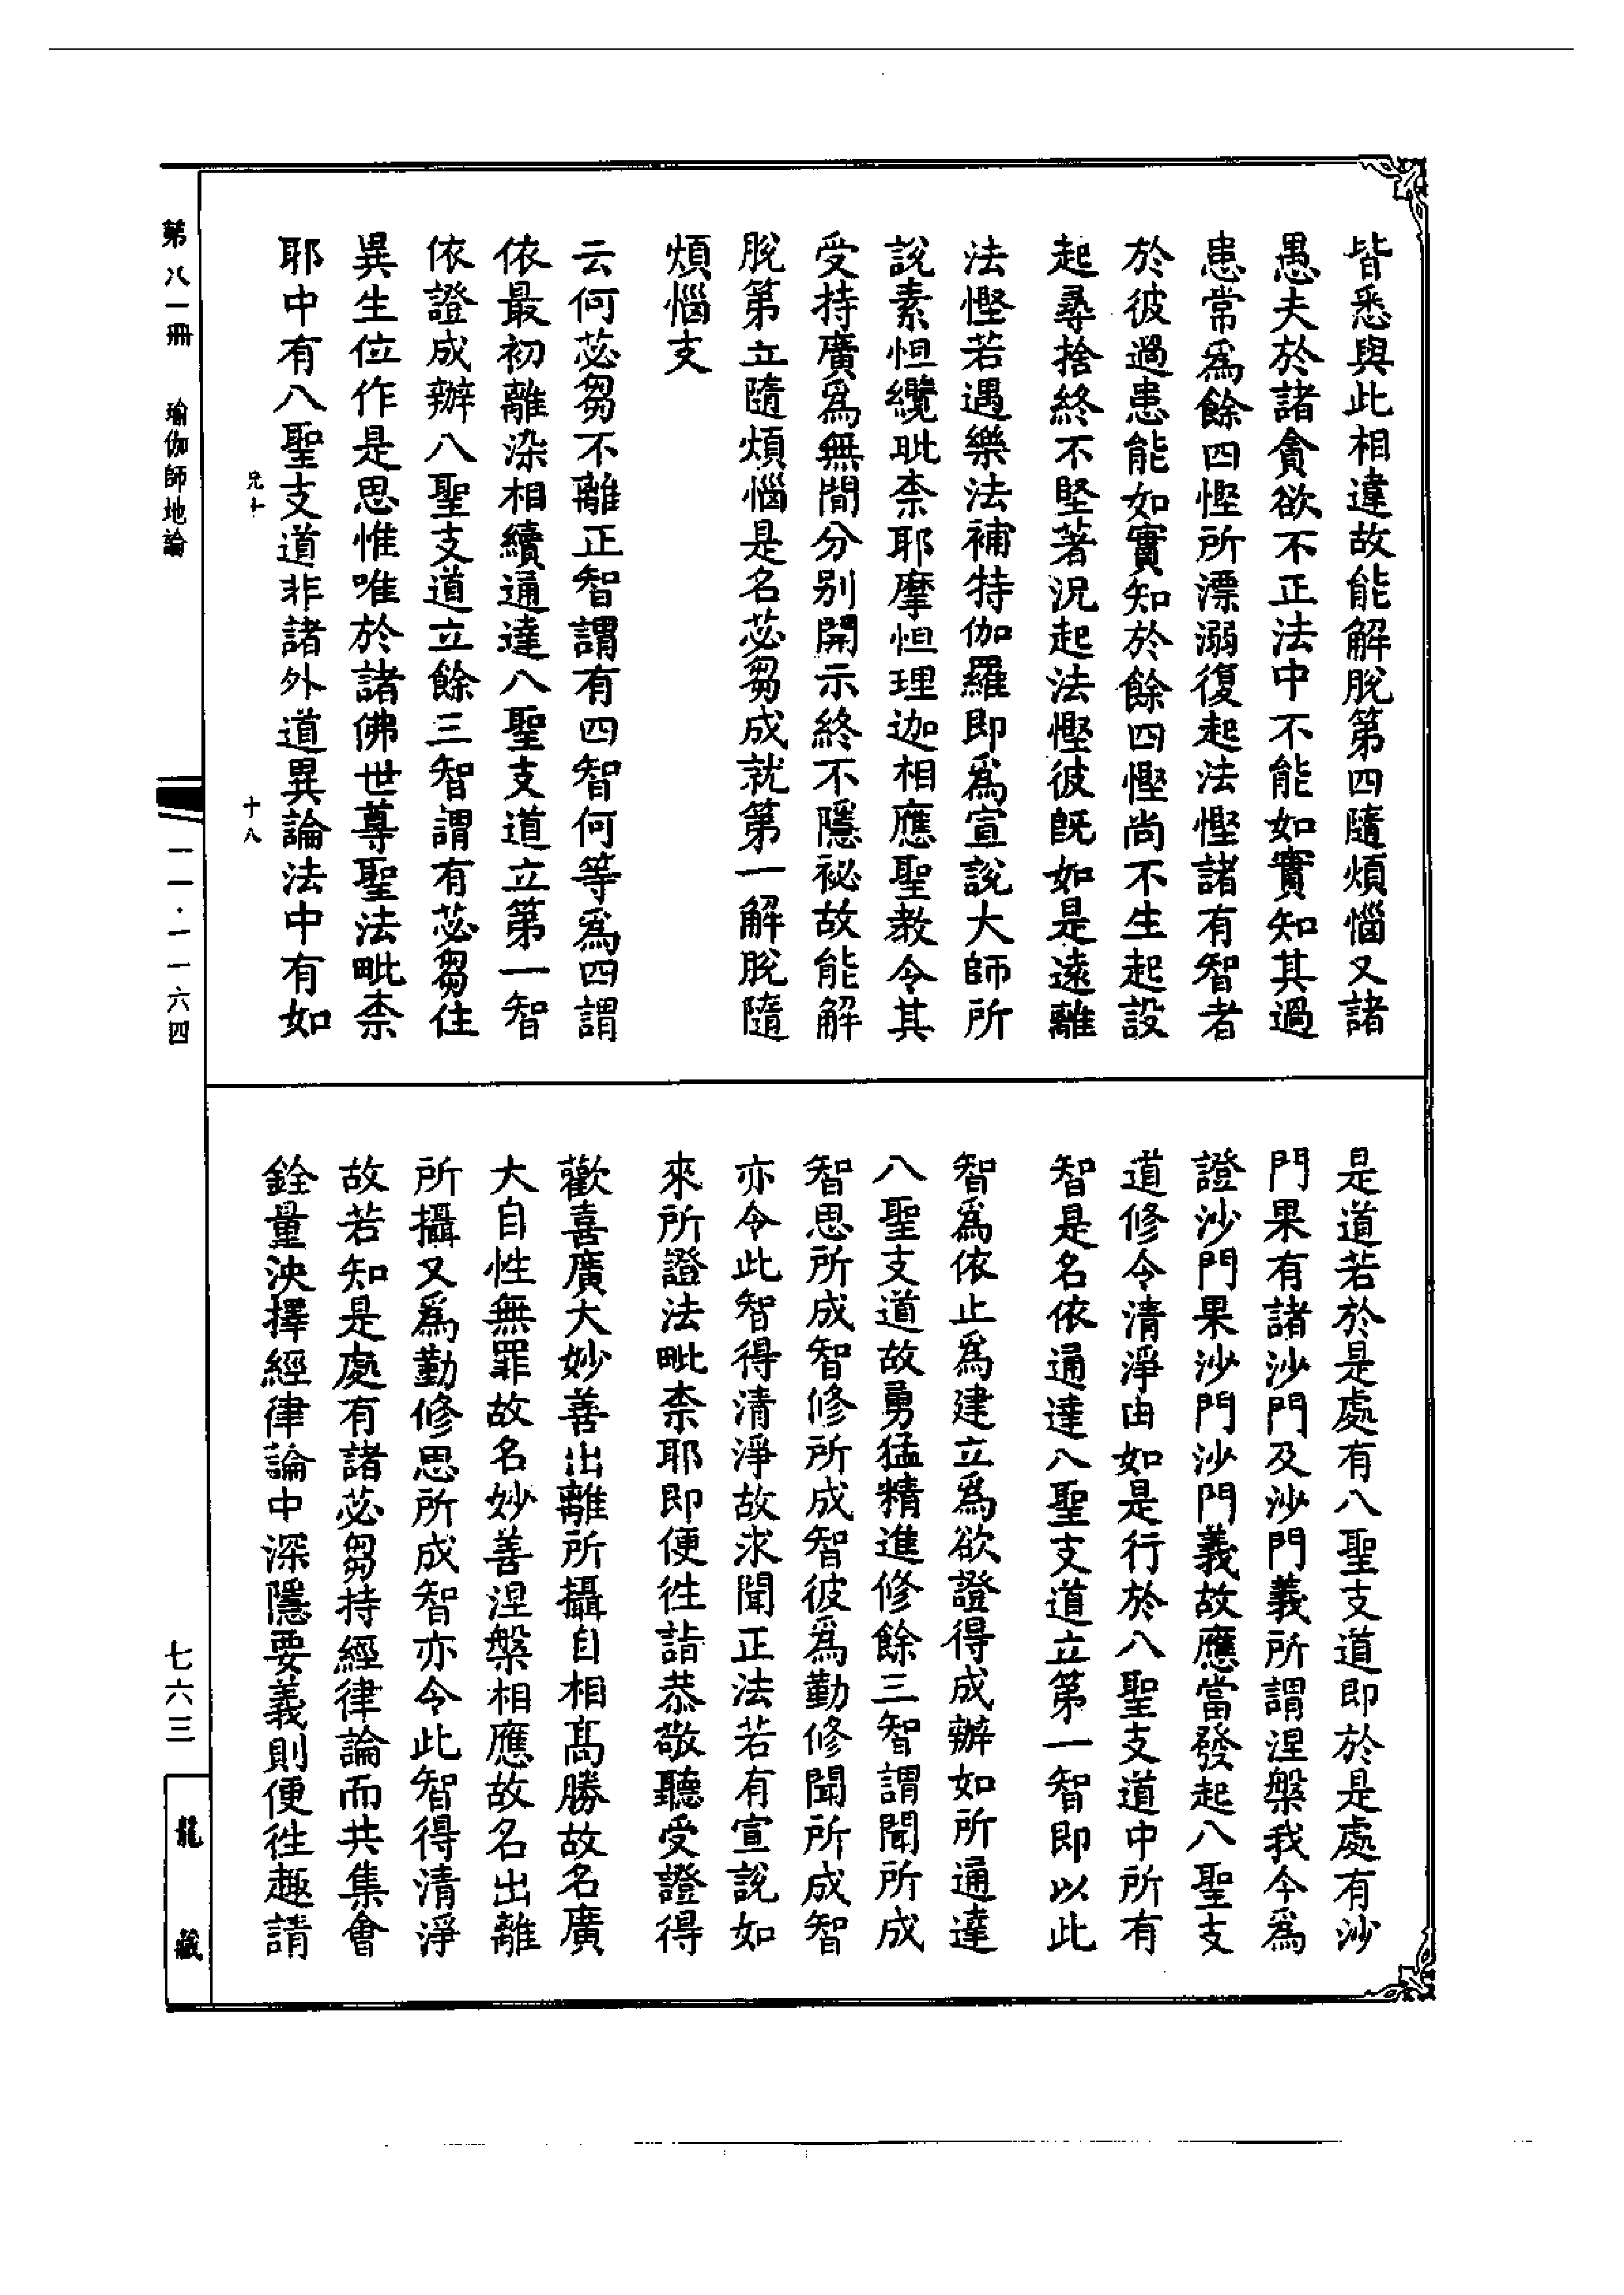 皆悉與此相違故能解脫第四隨煩惱又諸
愚夫於諸貪欲不正法中不能如實知其過
患常爲餘四慳所漂溺復起法慳諸有智者
於彼過患能如實知於餘四慳尚不生起設
起尋捨終不堅著況起法慳彼旣如是遠離
法慳若遇樂法補特伽羅即爲宣說大師所
說素怛纜毗柰耶摩怛理迦相應聖教令其
受持廣爲無間分别開示終不隱祕故能解
脫第立隨煩惱是名苾芻成就第一解脫隨
煩惱支
云何苾芻不離正智謂有四智何等爲四謂
依最初離染相續通達八聖支道立第一智
依證成辦八聖支道立餘三智謂有苾芻住
異生位作是思惟唯於諸佛世尊聖法毗柰
耶中有八聖支道非諸外道異論法中有如
是道若於是處有八聖支道即於是處有沙
門果有諸沙門及沙門義所謂涅槃我今爲
證沙門果沙門沙門義故應當發起八聖支
道修令清淨由如是行於八聖支道中所有
智是名依通達八聖支道立第一智即以此
智爲依止爲建立爲欲證得成辦如所通達
八聖支道故勇猛精進修餘三智謂聞所成
智思所成智修所成智彼爲勤修聞所成智
亦令此智得清淨故求聞正法若有宣說如
來所證法毗柰耶即便往詣恭敬聽受證得
歡喜廣大妙善出離所攝自相高勝故名廣
大自性無罪故名妙善涅槃相應故名出離
所攝又爲勤修思所成智亦令此智得清淨
故若知是處有諸苾芻持經律論而共集會
銓量決擇經律論中深隱要義則便往趣請
第八一冊
瑜伽師地論
兄十
十八
一一一·一一六四
七六三
龍藏